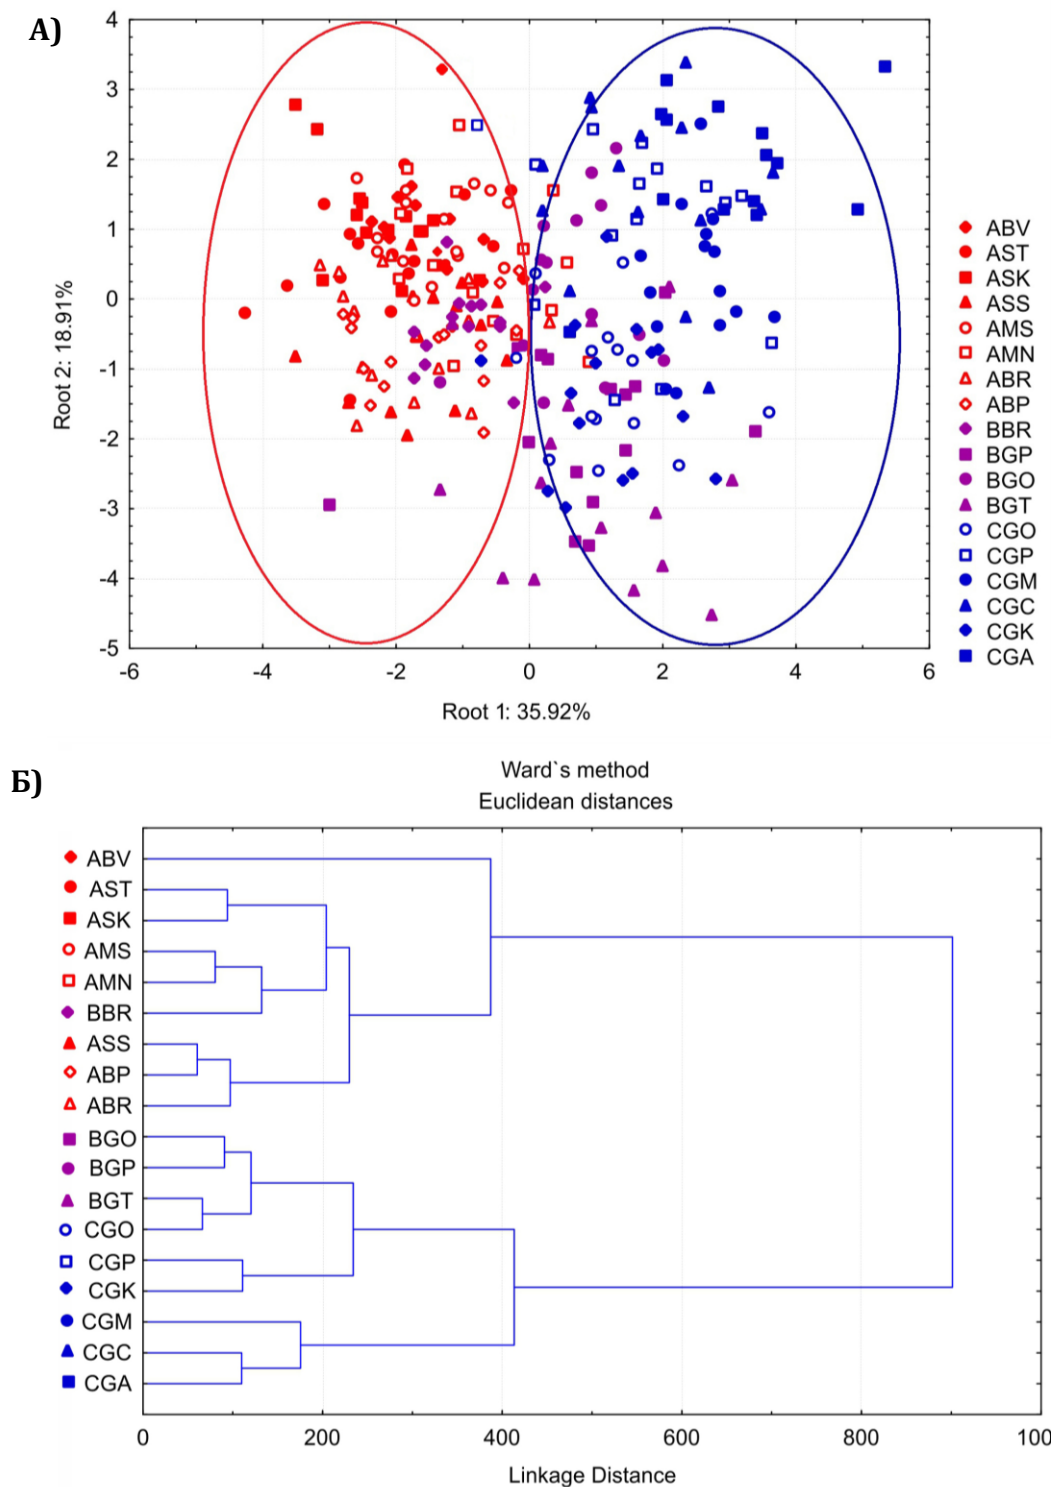 А)
4
3
2
1
0
-1
-2
-3
-4
-5
Root 2: 18.91%
-6
-4
-2
0
2
4
6
Root 1: 35.92%
ABV
AST
ASK
ASS
AMS
AMN
ABR
ABP
BBR
BGP
BGO
BGT
CGO
CGP
CGM
CGC
CGK
CGA
Б)
Ward`s method
Euclidean distances
ABV
AST
ASK
AMS
AMN
BBR
ASS
ABP
ABR
BGO
BGP
BGT
CGO
CGP
CGK
CGM
CGC
CGA
0
200
400
600
800
100
Linkage Distance